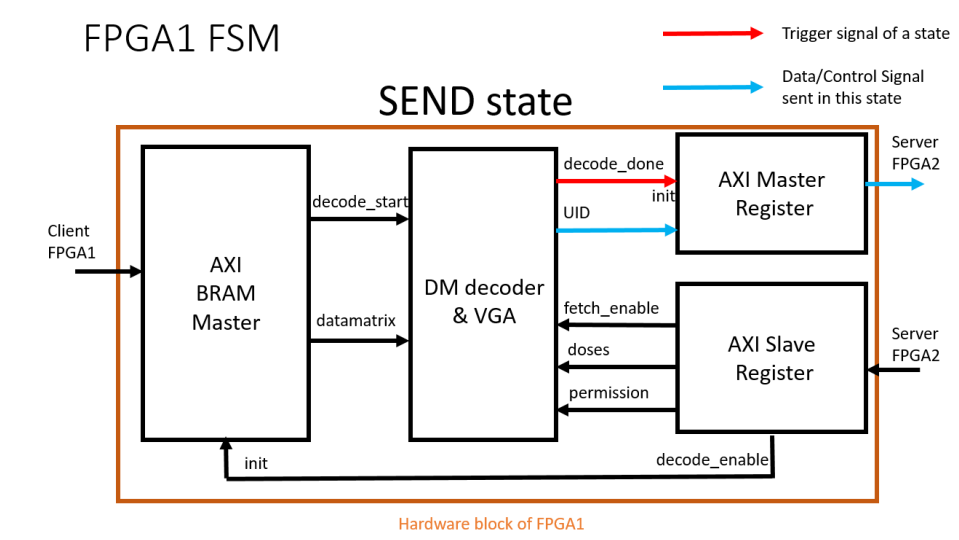 FPGA1 FSM
Trigger signal of a state
Data/Control Signal
sent in this state
SEND state
Server
FPGA2
decode_done
AXI Master
Register
init
decode_start
UID
Client
FPGA1
AXI
BRAM
Master
DM decoder
& VGA
datamatrix
fetch_enable
doses
permission
AXI Slave
Register
Server
FPGA2
init
decode_enable
Hardware block of FPGA1